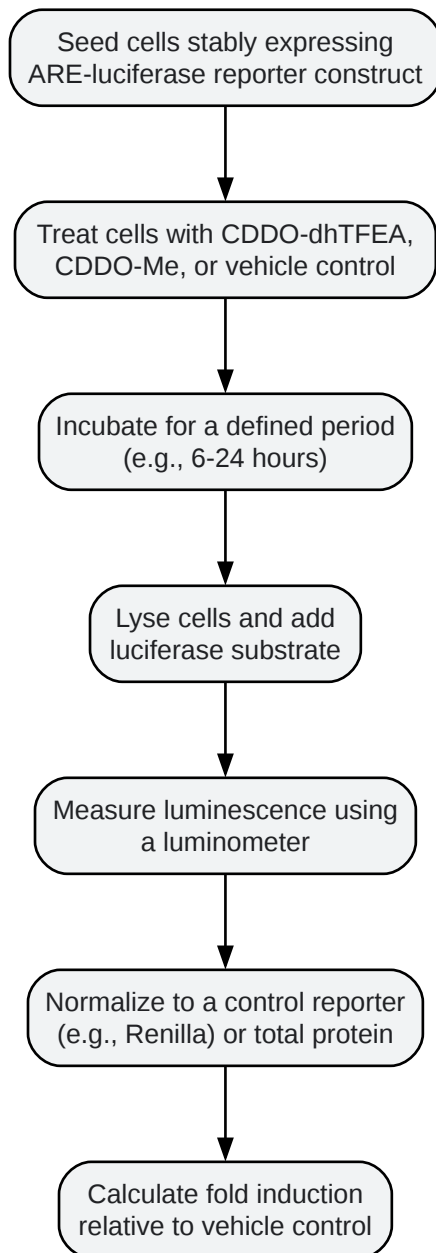 Seed cells stably expressing
ARE-luciferase reporter construct
Treat cells with CDDO-dhTFEA,
CDDO-Me, or vehicle control
Incubate for a defined period
(e.g., 6-24 hours)
Lyse cells and add
luciferase substrate
Measure luminescence using
a luminometer
Normalize to a control reporter
(e.g., Renilla) or total protein
Calculate fold induction
relative to vehicle control